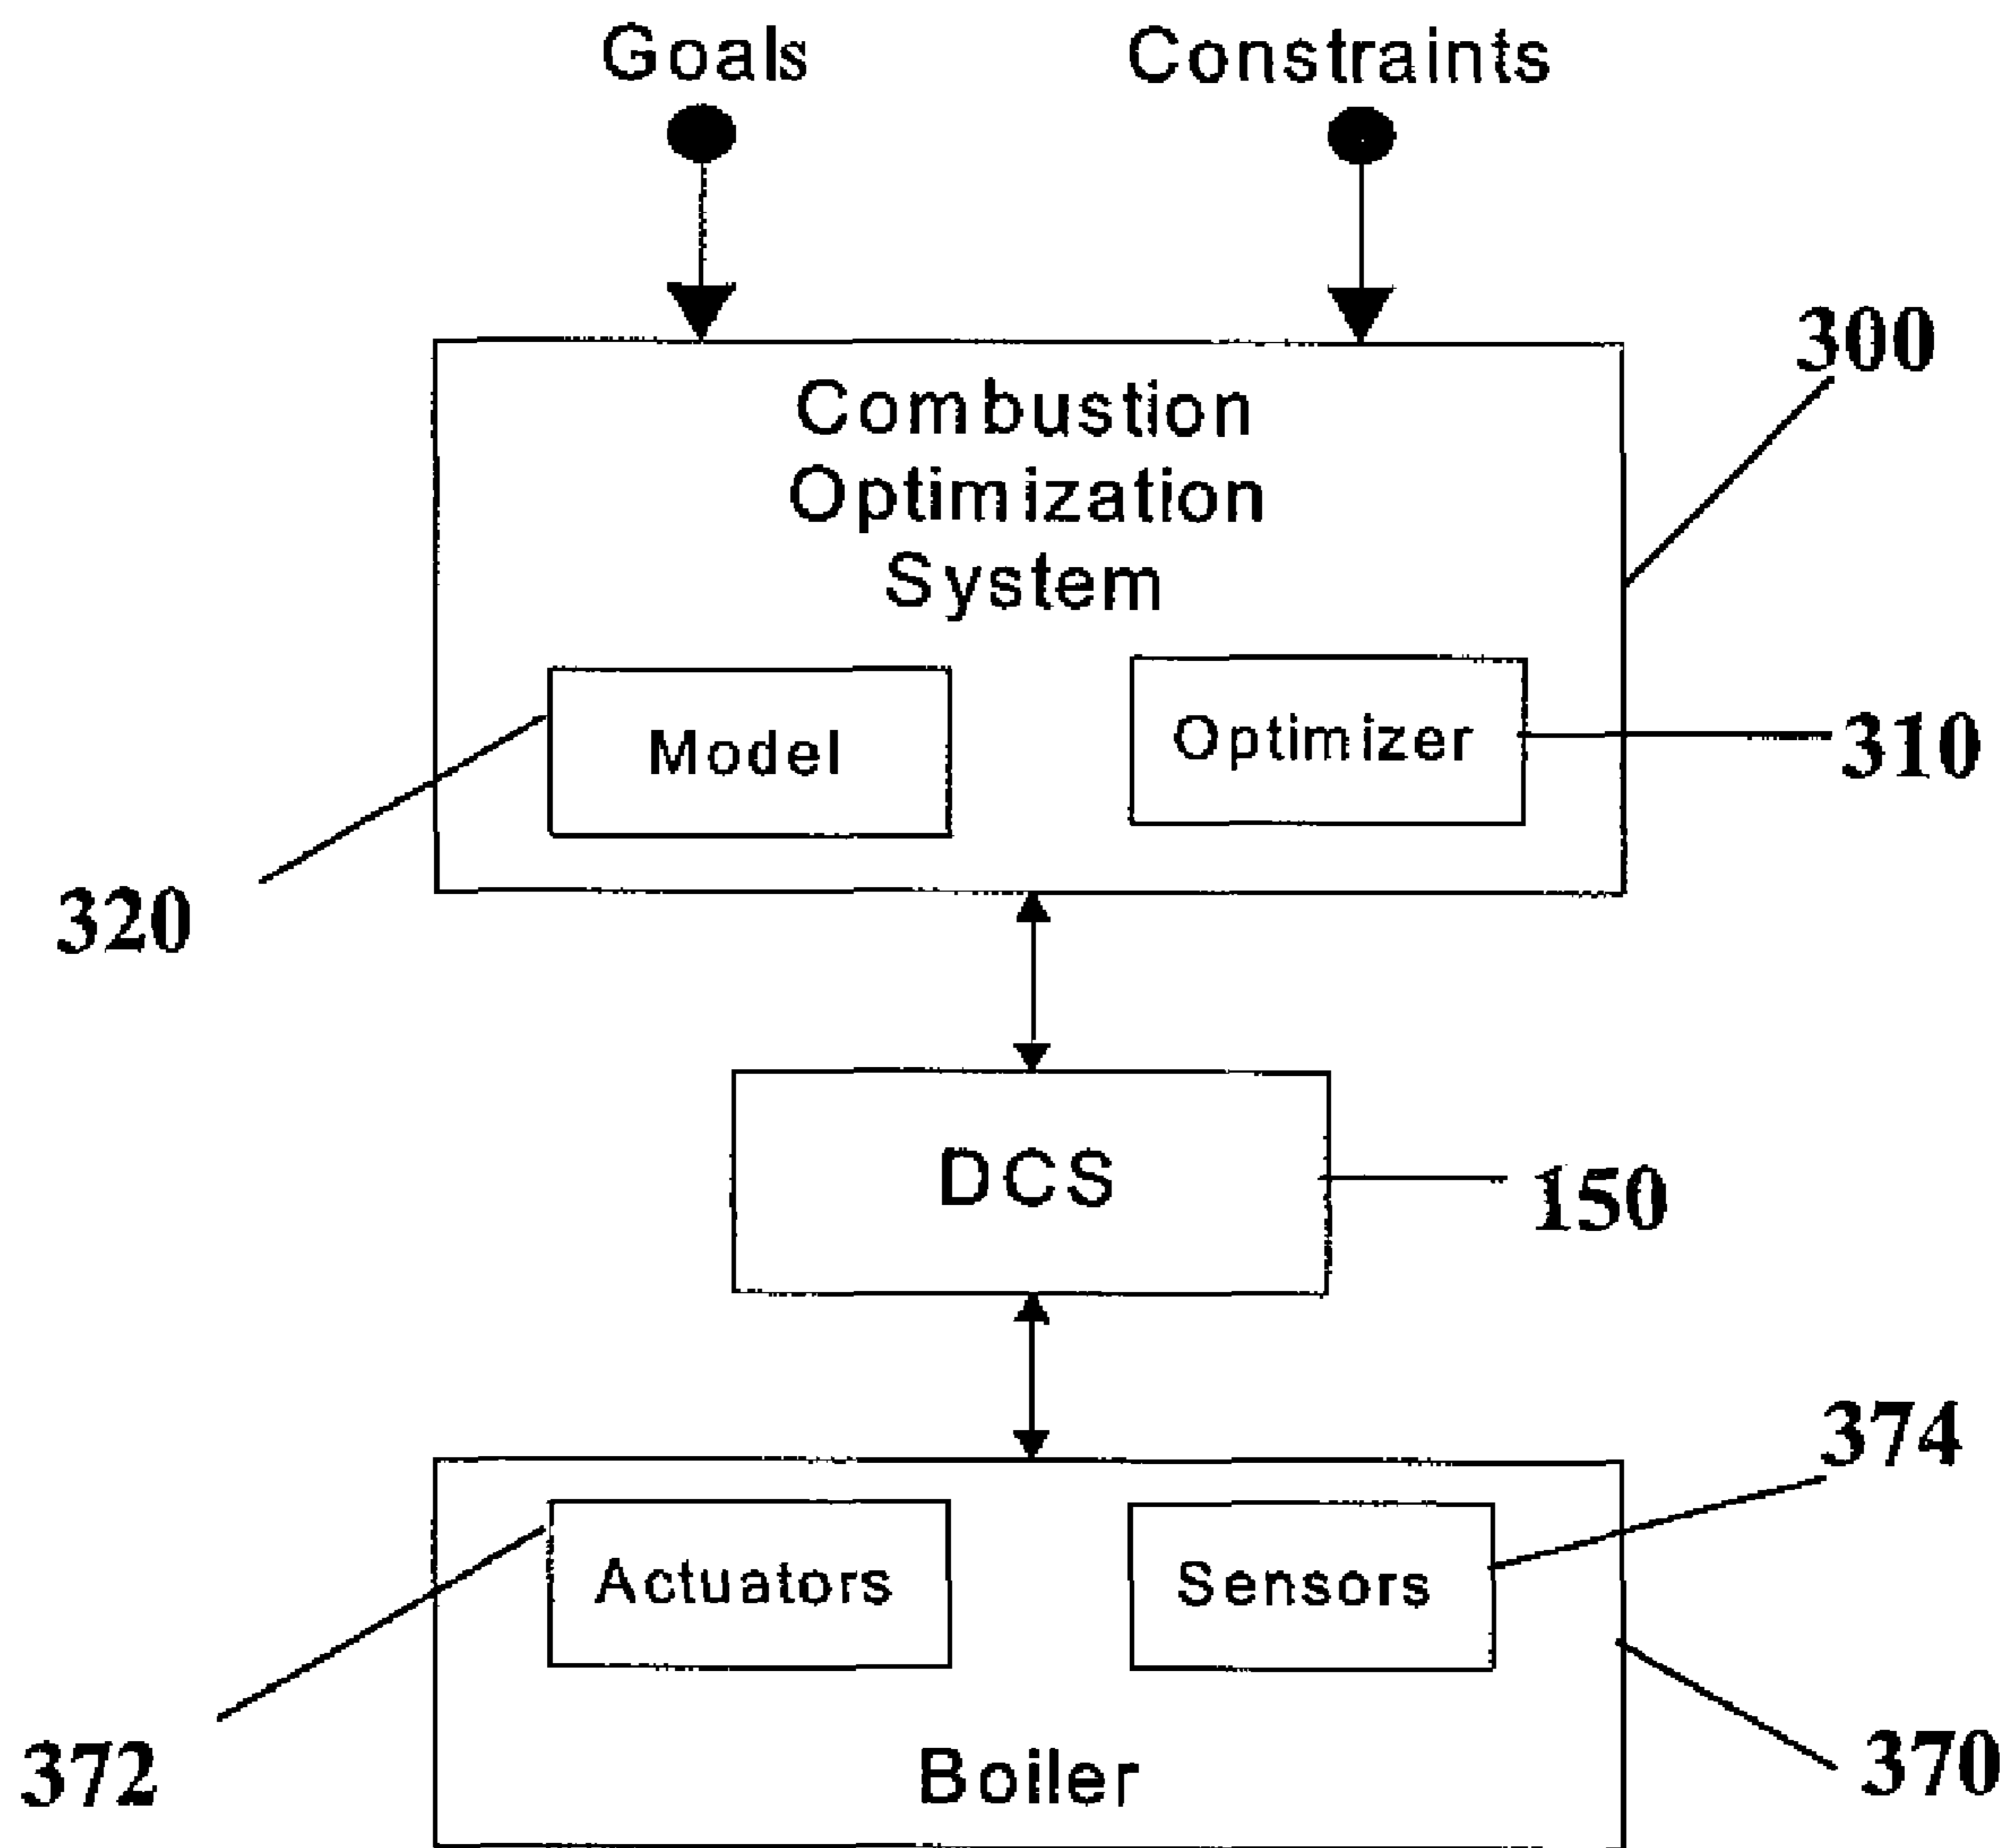 Goals
Constraints
300
Combustion
Optimization
System
Model
Optimizer
310
320
DCS
150
374
Actuators
Sensors
372
Boiler
370